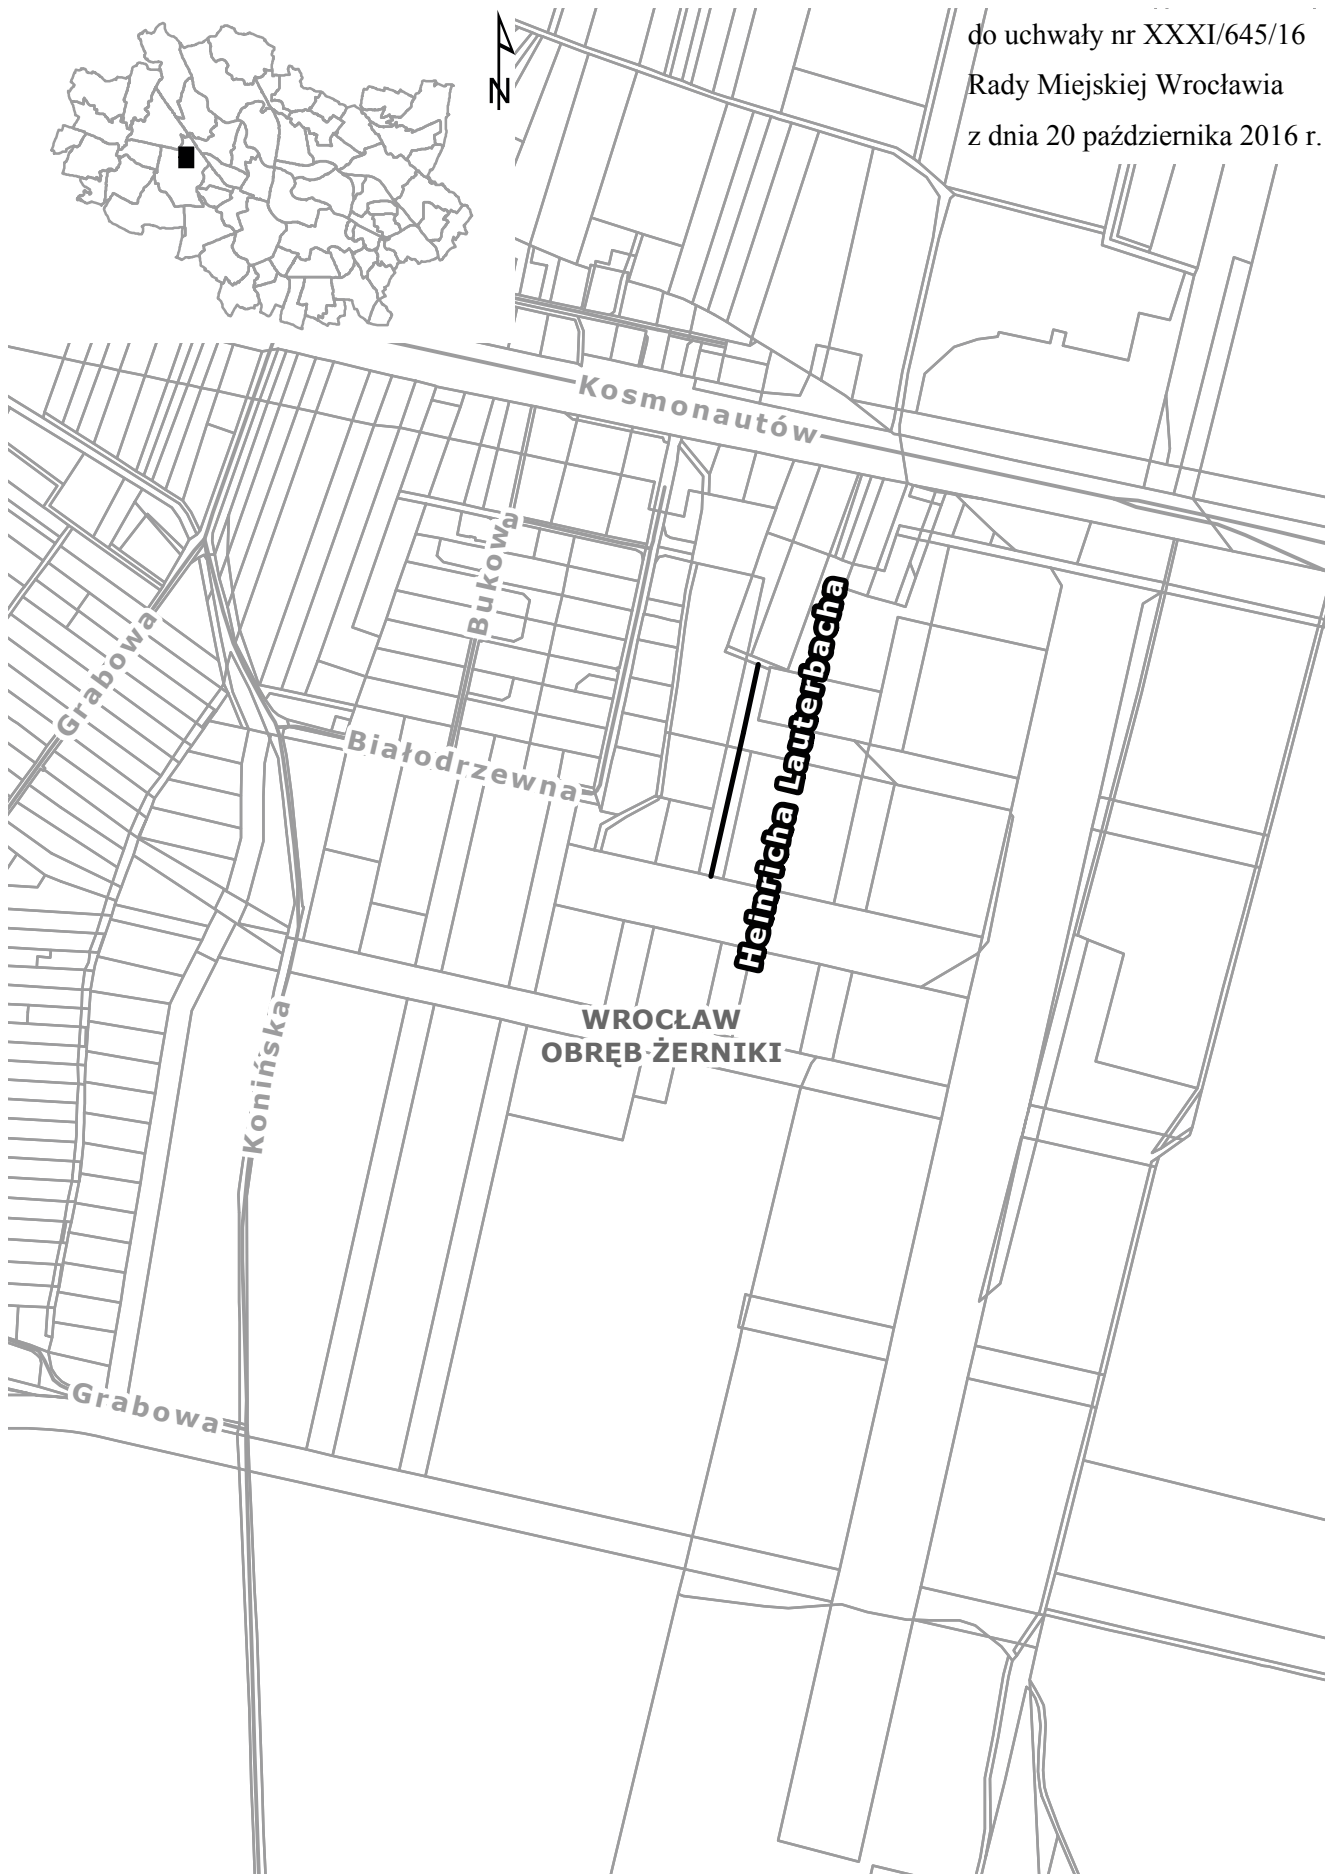 do uchwały nr XXXI/645/16
Rady Miejskiej Wrocławia
z dnia 20 października 2016 r.
N
Kosmonautów
Bukowa
Grabowa
Białodrzewna
Heinricha Lauterbacha
Konińska
WROCŁAW
OBRĘB ŻERNIKI
Grabowa